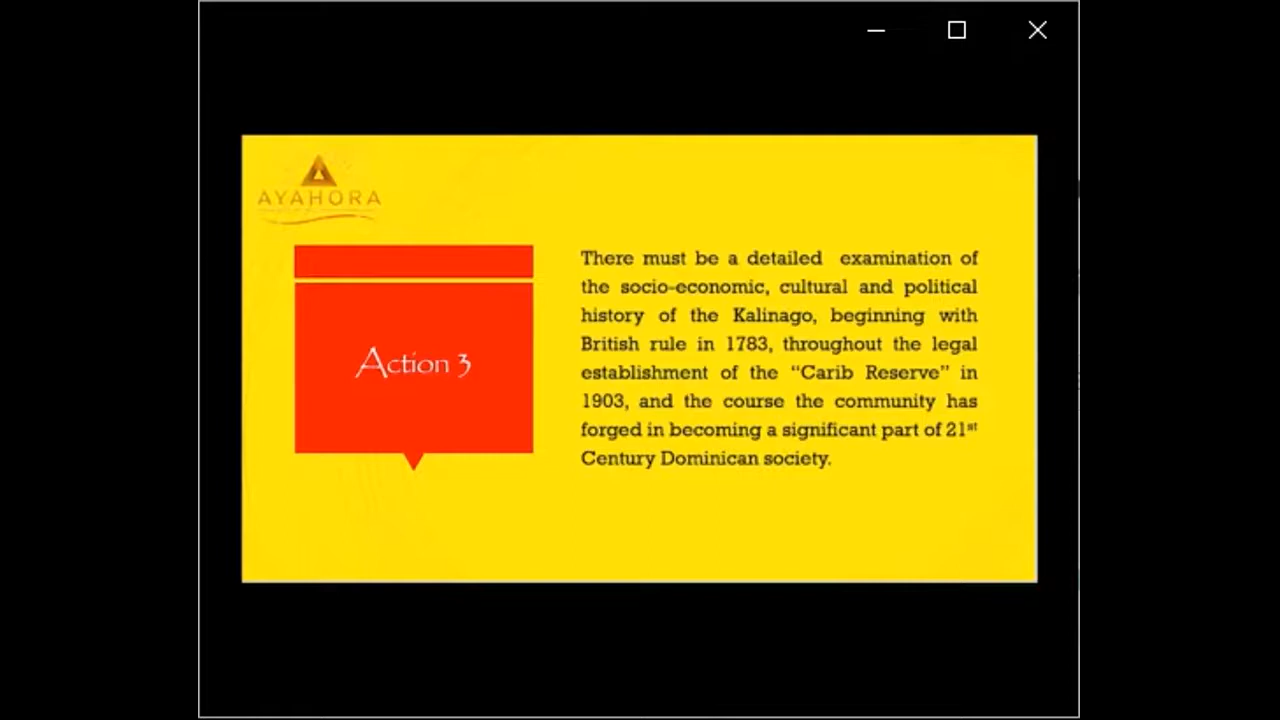 AYAHORA
Action 3
There must be a detailed examination of
the socio-economic, cultural and political
history of the Kalinago, beginning with
British rule in 1783, throughout the legal
establishment of the “Carib Reserve” in
1903, and the course the community has
forged in becoming a significant part of 21st
Century Dominican society.